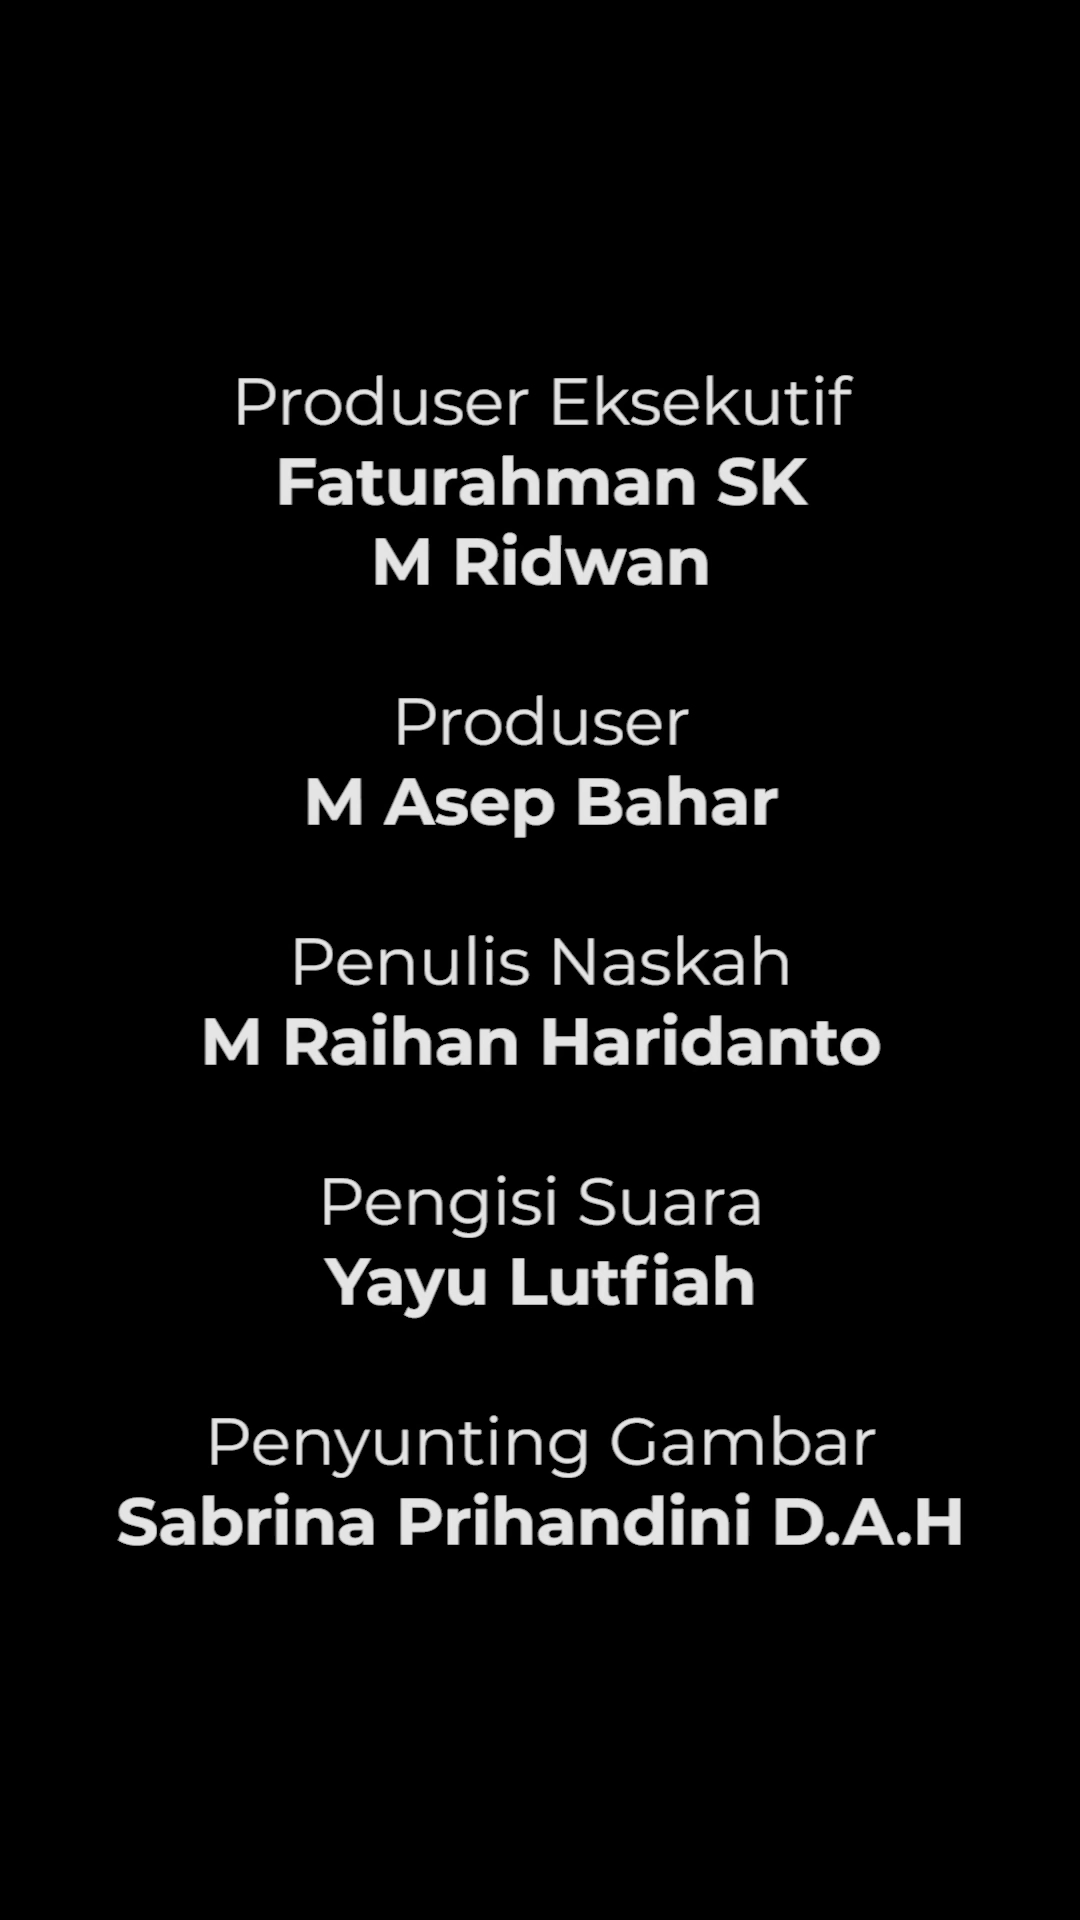 Produser Eksekutif
Faturahman SK
M Ridwan
Produser
M Asep Bahar
Penulis Naskah
M Raihan Haridanto
Pengisi Suara
Yayu Lutfiah
Penyunting Gambar
Sabrina Prihandini D.A.H